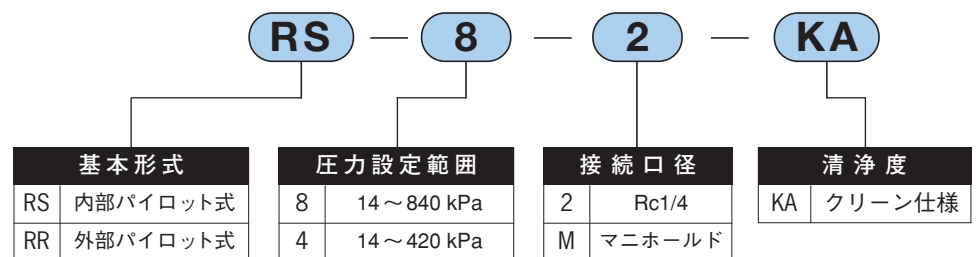 RS — 8 — 2 — KA
基本形式
RS 内部パイロット式
RR 外部パイロット式
圧力設定範囲
8 14～840 kPa
4 14～420 kPa
接続口径
2 Rc1/4
M マニホールド
清浄度
KA クリーン仕様